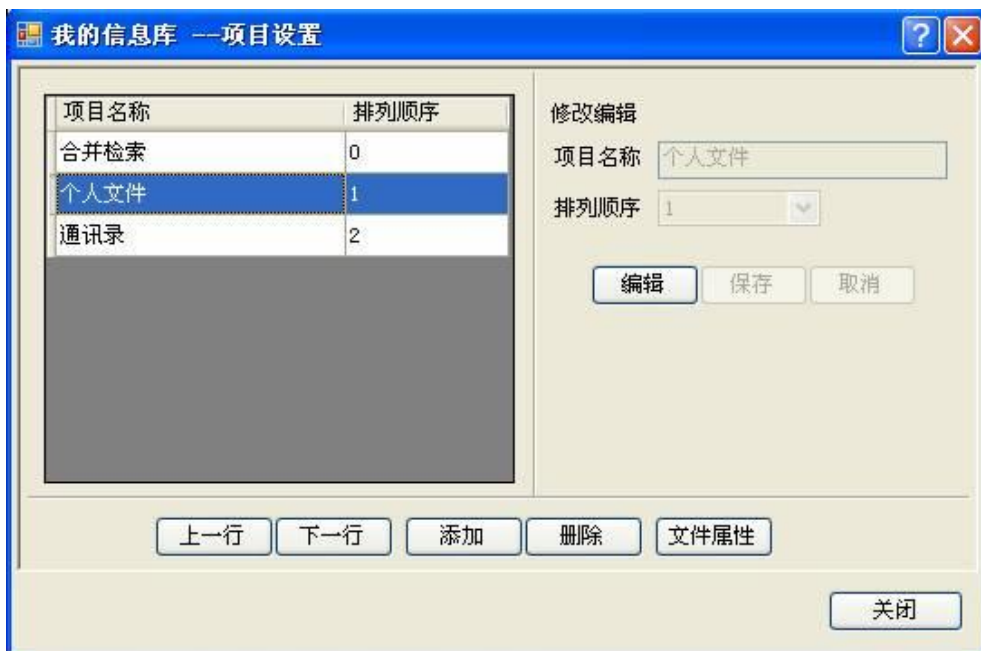 我的信息库 --项目设置
项目名称 排列顺序
合并检索 0
个人文件 1
通讯录 2
修改编辑
项目名称 个人文件
排列顺序 1
编辑 保存 取消
上一行 下一行 添加 删除 文件属性
关闭